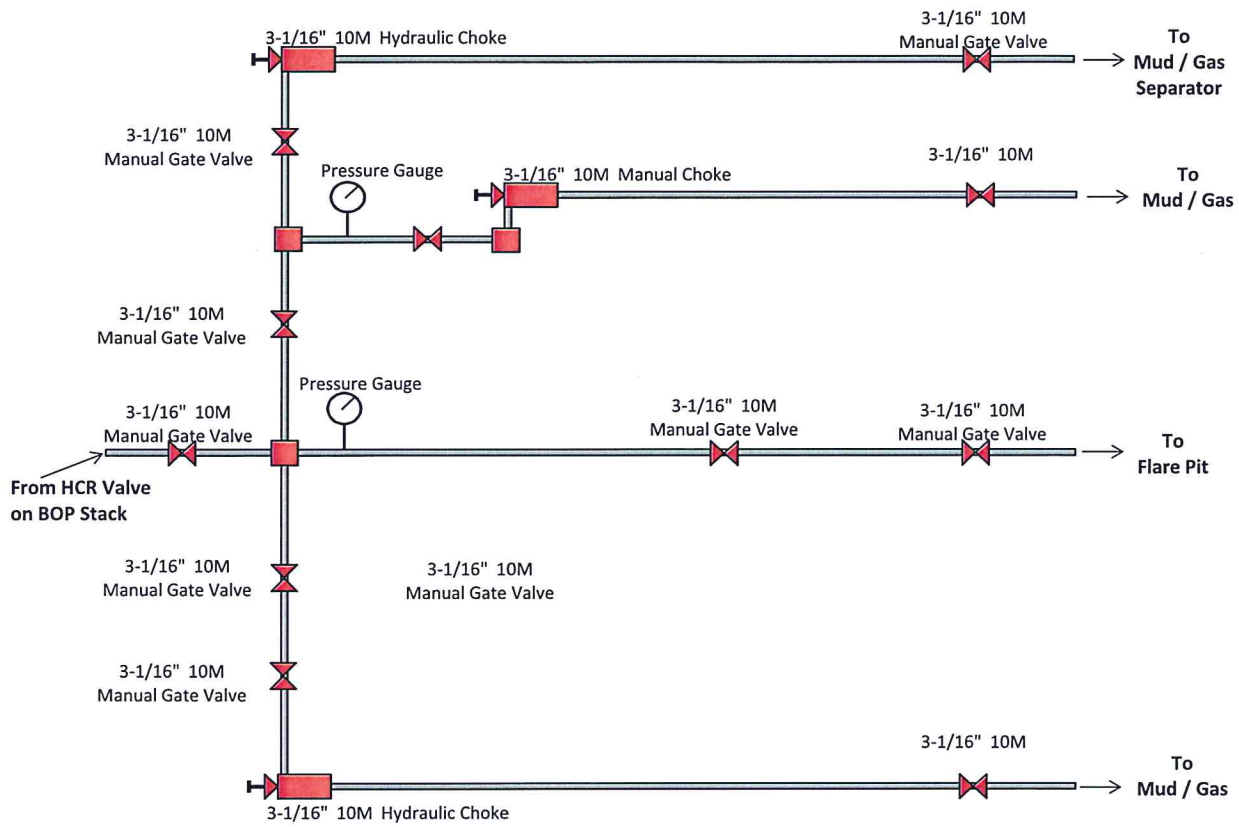 3-1/16" 10M
Manual Gate Valve
3-1/16" 10M Hydraulic Choke
To
Mud / Gas
Separator
3-1/16" 10M
Manual Gate Valve
Pressure Gauge
3-1/16" 10M Manual Choke
3-1/16" 10M
To
Mud / Gas
3-1/16" 10M
Manual Gate Valve
Pressure Gauge
3-1/16" 10M
Manual Gate Valve
3-1/16" 10M
Manual Gate Valve
3-1/16" 10M
Manual Gate Valve
To
Flare Pit
From HCR Valve
on BOP Stack
3-1/16" 10M
Manual Gate Valve
3-1/16" 10M
Manual Gate Valve
3-1/16" 10M
Manual Gate Valve
3-1/16" 10M
To
Mud / Gas
3-1/16" 10M Hydraulic Choke